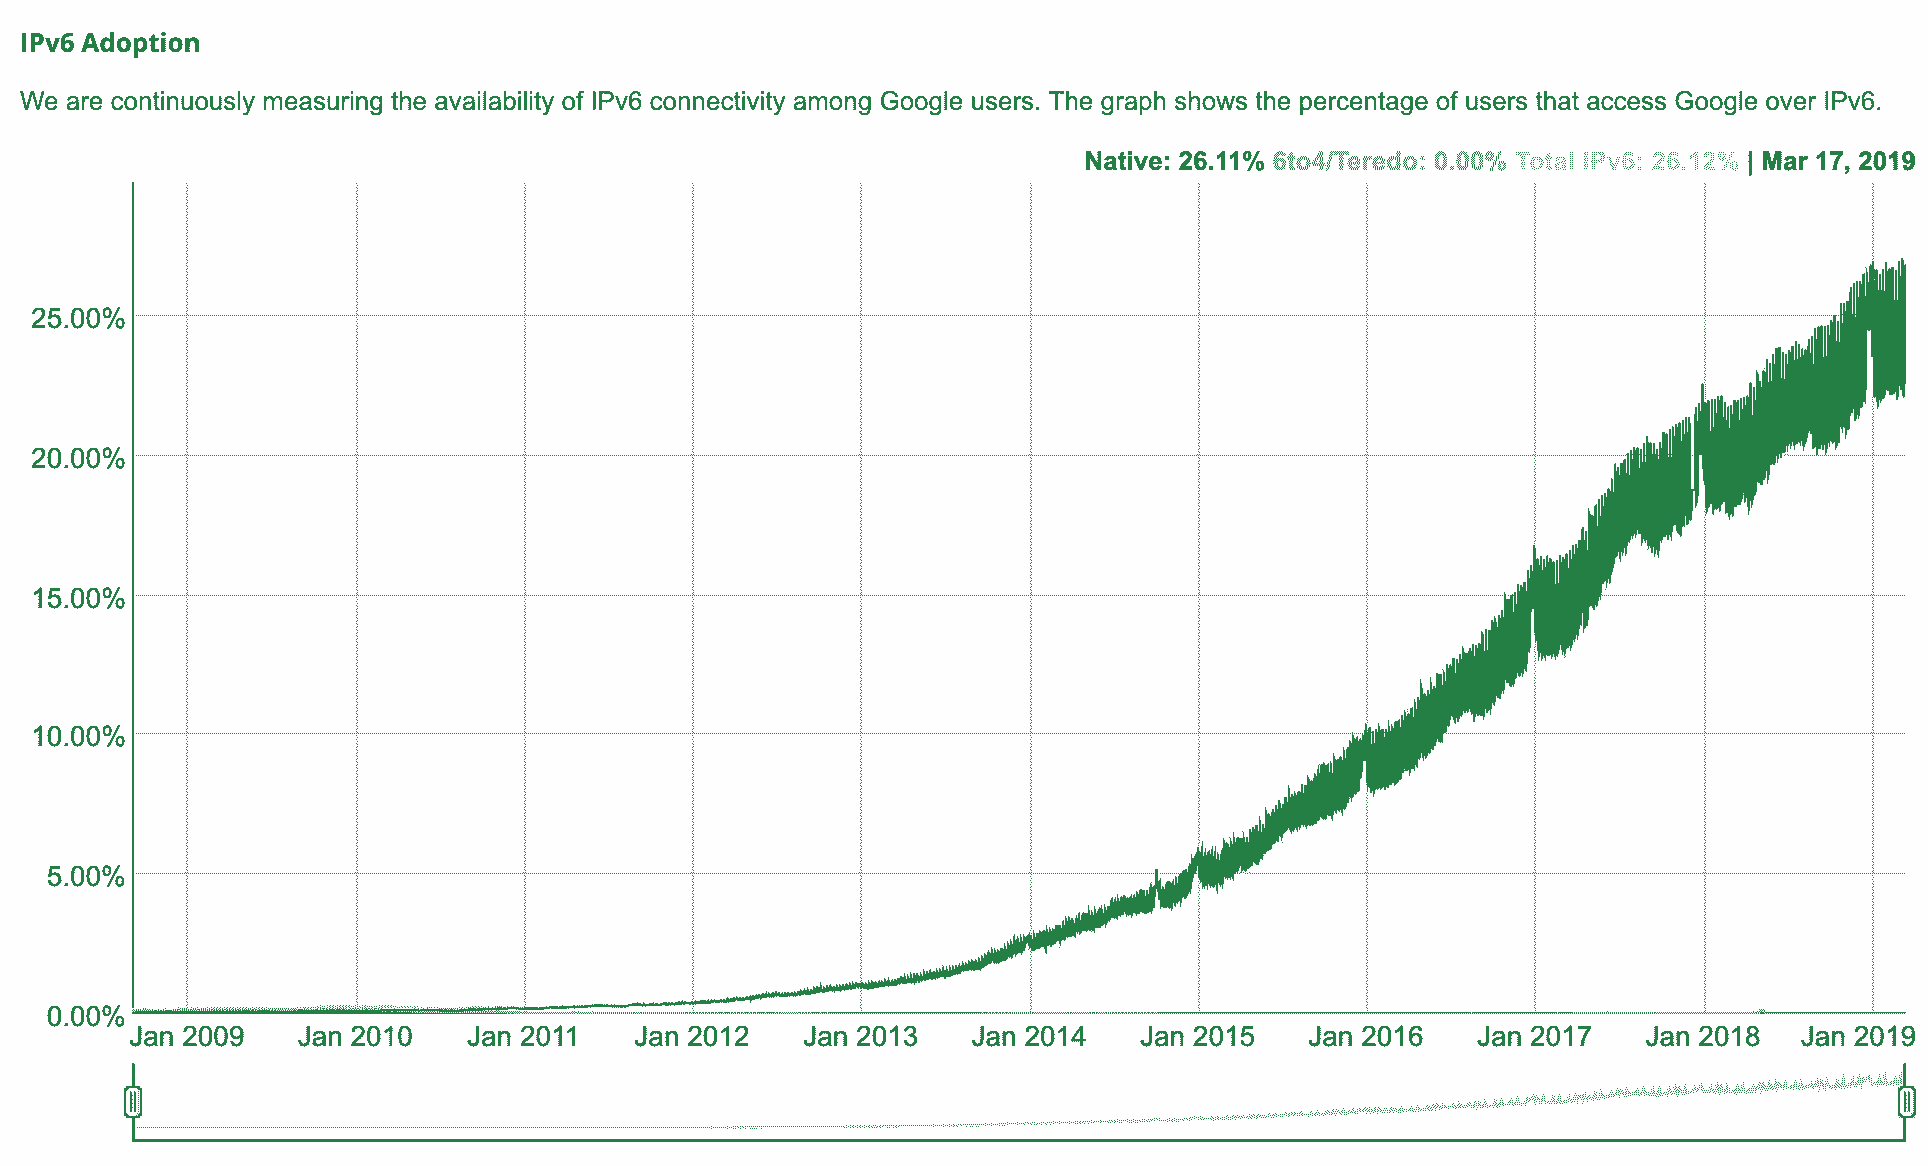 IPv6 Adoption
We are continuously measuring the availability of IPv6 connectivity among Google users. The graph shows the percentage of users that access Google over IPv6.
Native: 26.11% 6to4/Teredo: 0.00% Total IPv6: 26.12% | Mar 17, 2019
25.00%
20.00%
15.00%
10.00%
5.00%
0.00%
Jan 2009 Jan 2010 Jan 2011 Jan 2012 Jan 2013 Jan 2014 Jan 2015 Jan 2016 Jan 2017 Jan 2018 Jan 2019